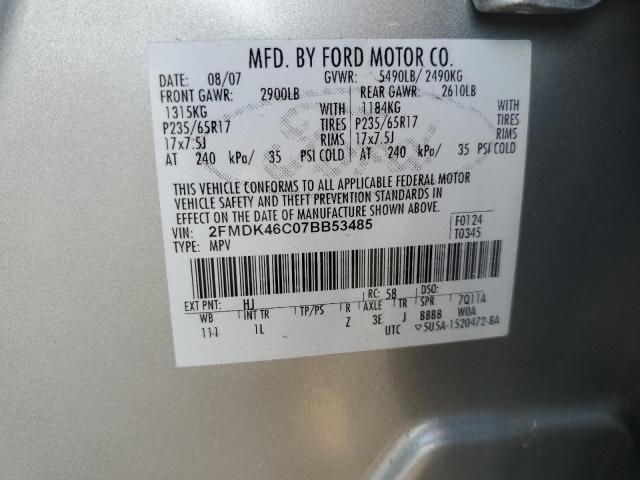 MFD. BY FORD MOTOR CO.
DATE: 08/07 GVWR: 5490LB/ 2490KG
FRONT GAWR: 2900LB REAR GAWR: 2610LB
1315KG WITH 1184KG WITH
P235/65R17 TIRES P235/65R17 TIRES
17x7.5J RIMS 17x7.5J RIMS
AT 240 kPa/ 35 PSI COLD AT 240 kPa/ 35 PSI COLD
THIS VEHICLE CONFORMS TO ALL APPLICABLE FEDERAL MOTOR
VEHICLE SAFETY AND THEFT PREVENTION STANDARDS IN
EFFECT ON THE DATE OF MANUFACTURE SHOWN ABOVE.
VIN: 2FMDK46C07BB53485 F0124
TYPE: MPV T0345
EXT PNT: HJ RC: 58 DSO:
WB INT TR TP/PS R AXLE TR SPR 7Q11A
111 1L Z 3E J BBBB WOA
UTC ▽5U5A-1520472-BA